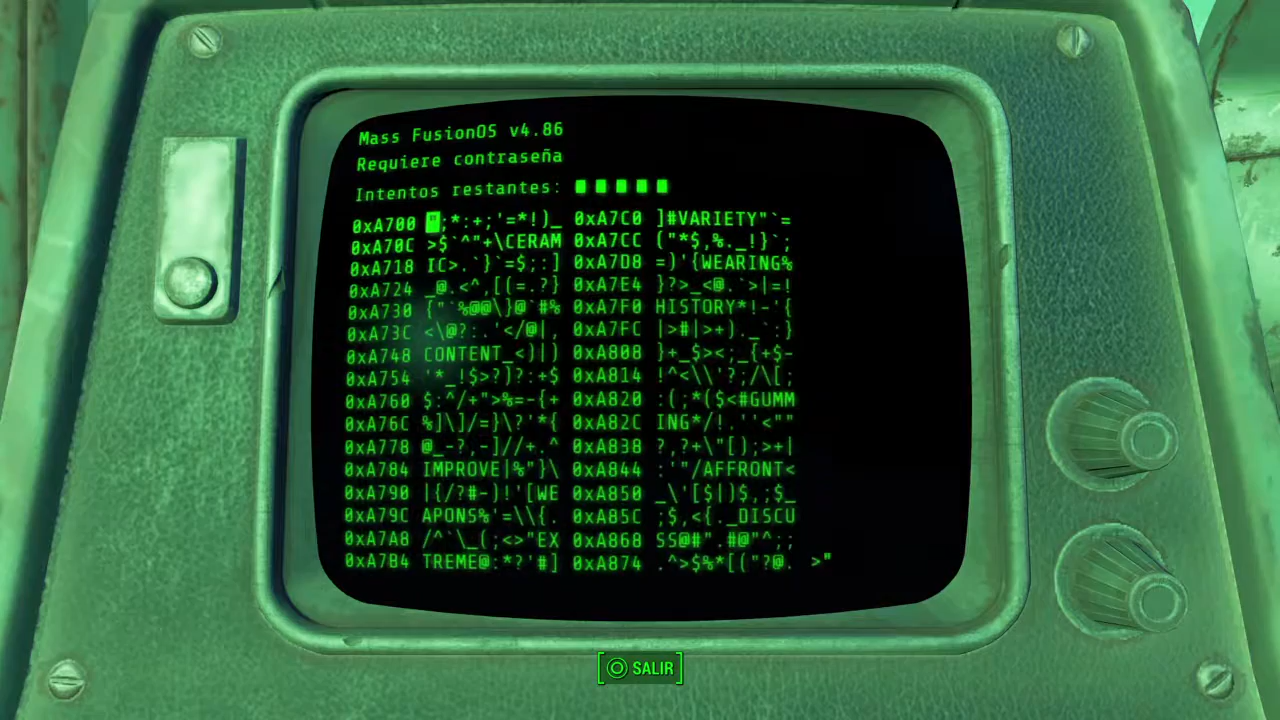 Mass FusionOS v4.86
Requiere contraseña
Intentos restantes: ■ ■ ■ ■ ■
0xA700 ";*:+;'=*!)_ 0xA7C0 ]#VARIETY"`=
0xA70C >$`^"+\CERAM 0xA7CC ("*$,%._!}`;
0xA718 IC>.`}`=$;:] 0xA7D8 =)'{WEARING%
0xA724 _@.<^,[(=.?} 0xA7E4 }?>_<@.`>|=!
0xA730 {"`%@@\}@`#% 0xA7F0 HISTORY*!-'{
0xA73C <\@?:.'</@|, 0xA7FC |>#|>+)._`:}
0xA748 CONTENT_<)|) 0xA808 }+_$><;_{+$-
0xA754 '*_!$>?)?:+$ 0xA814 !^<\\'?;/\[;
0xA760 $:^/+">%=-{+ 0xA820 :(;*($<#GUMM
0xA76C %]\]/=}\?'*{ 0xA82C ING*/!.''<""
0xA778 @_-?,-]//+.^ 0xA838 ?,?+\"[);>+|
0xA784 IMPROVE|%"}\ 0xA844 :'"/AFFRONT<
0xA790 |{/?#-)!'[WE 0xA850 _\'[$|)$,;$_
0xA79C APONS%'=\\{. 0xA85C ;$,<{._DISCU
0xA7A8 /^`\_(;<>"EX 0xA868 SS@#".#@"^;;
0xA7B4 TREME@:*?'#] 0xA874 .^>$%*[("?@. >"
SALIR